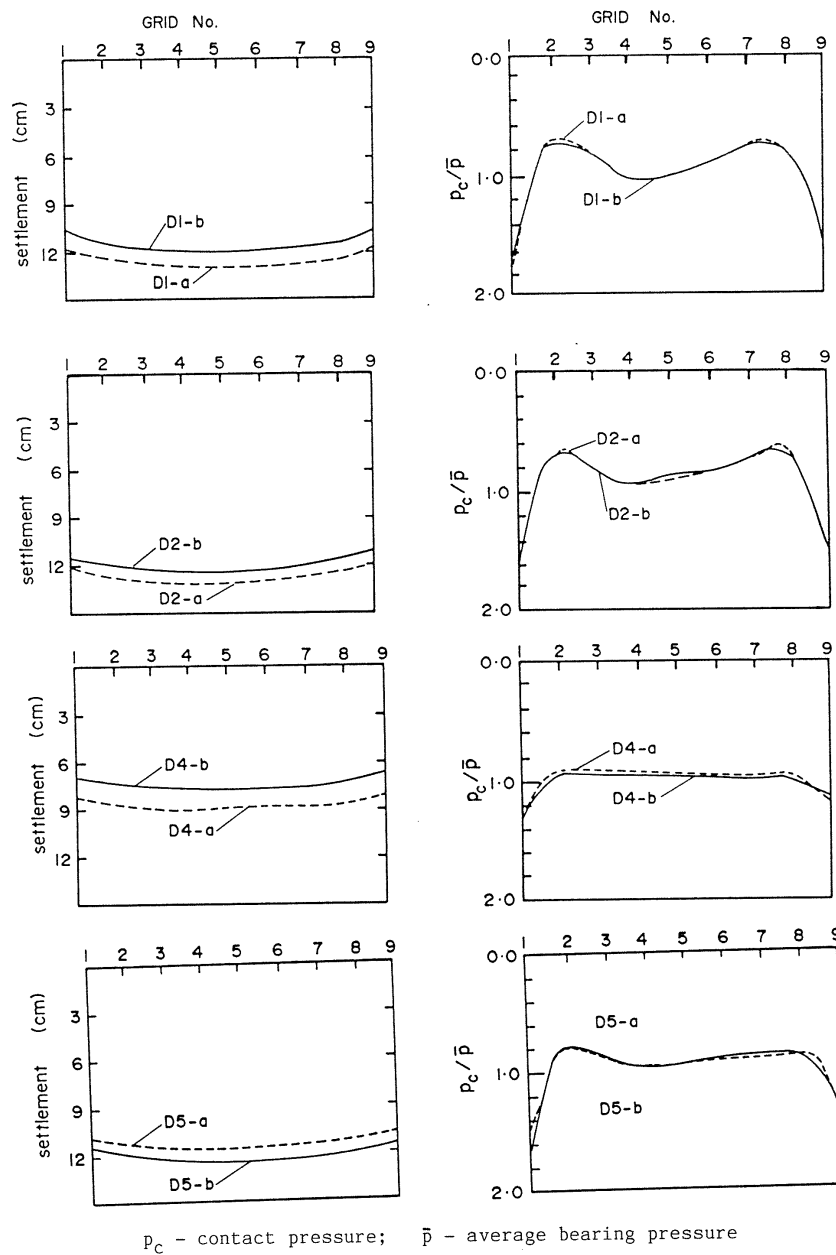 GRID No.
1 2 3 4 5 6 7 8 9
settlement (cm)
3
6
9
12
D1-b
D1-a
GRID No.
1 2 3 4 5 6 7 8 9
pc/p̄
0·0
1·0
2·0
D1-a
D1-b
1 2 3 4 5 6 7 8 9
settlement (cm)
3
6
9
12
D2-b
D2-a
1 2 3 4 5 6 7 8 9
pc/p̄
0·0
1·0
2·0
D2-a
D2-b
1 2 3 4 5 6 7 8 9
settlement (cm)
3
6
9
12
D4-b
D4-a
1 2 3 4 5 6 7 8 9
pc/p̄
0·0
1·0
2·0
D4-a
D4-b
1 2 3 4 5 6 7 8 9
settlement (cm)
3
6
9
12
D5-a
D5-b
1 2 3 4 5 6 7 8 9
pc/p̄
0·0
1·0
2·0
D5-a
D5-b
pc - contact pressure; p̄ - average bearing pressure